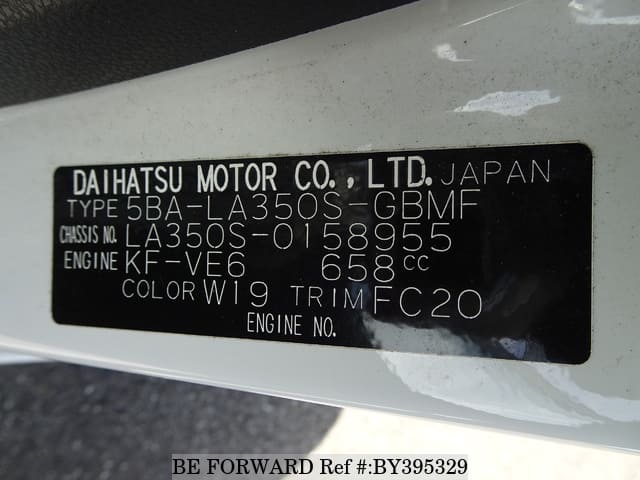 DAIHATSU MOTOR CO., LTD. JAPAN
TYPE 5BA-LA350S-GBMF
CHASSIS NO. LA350S-0158955
ENGINE KF-VE6 658cc
COLOR W19 TRIM FC20
ENGINE NO.
BE FORWARD Ref #:BY395329